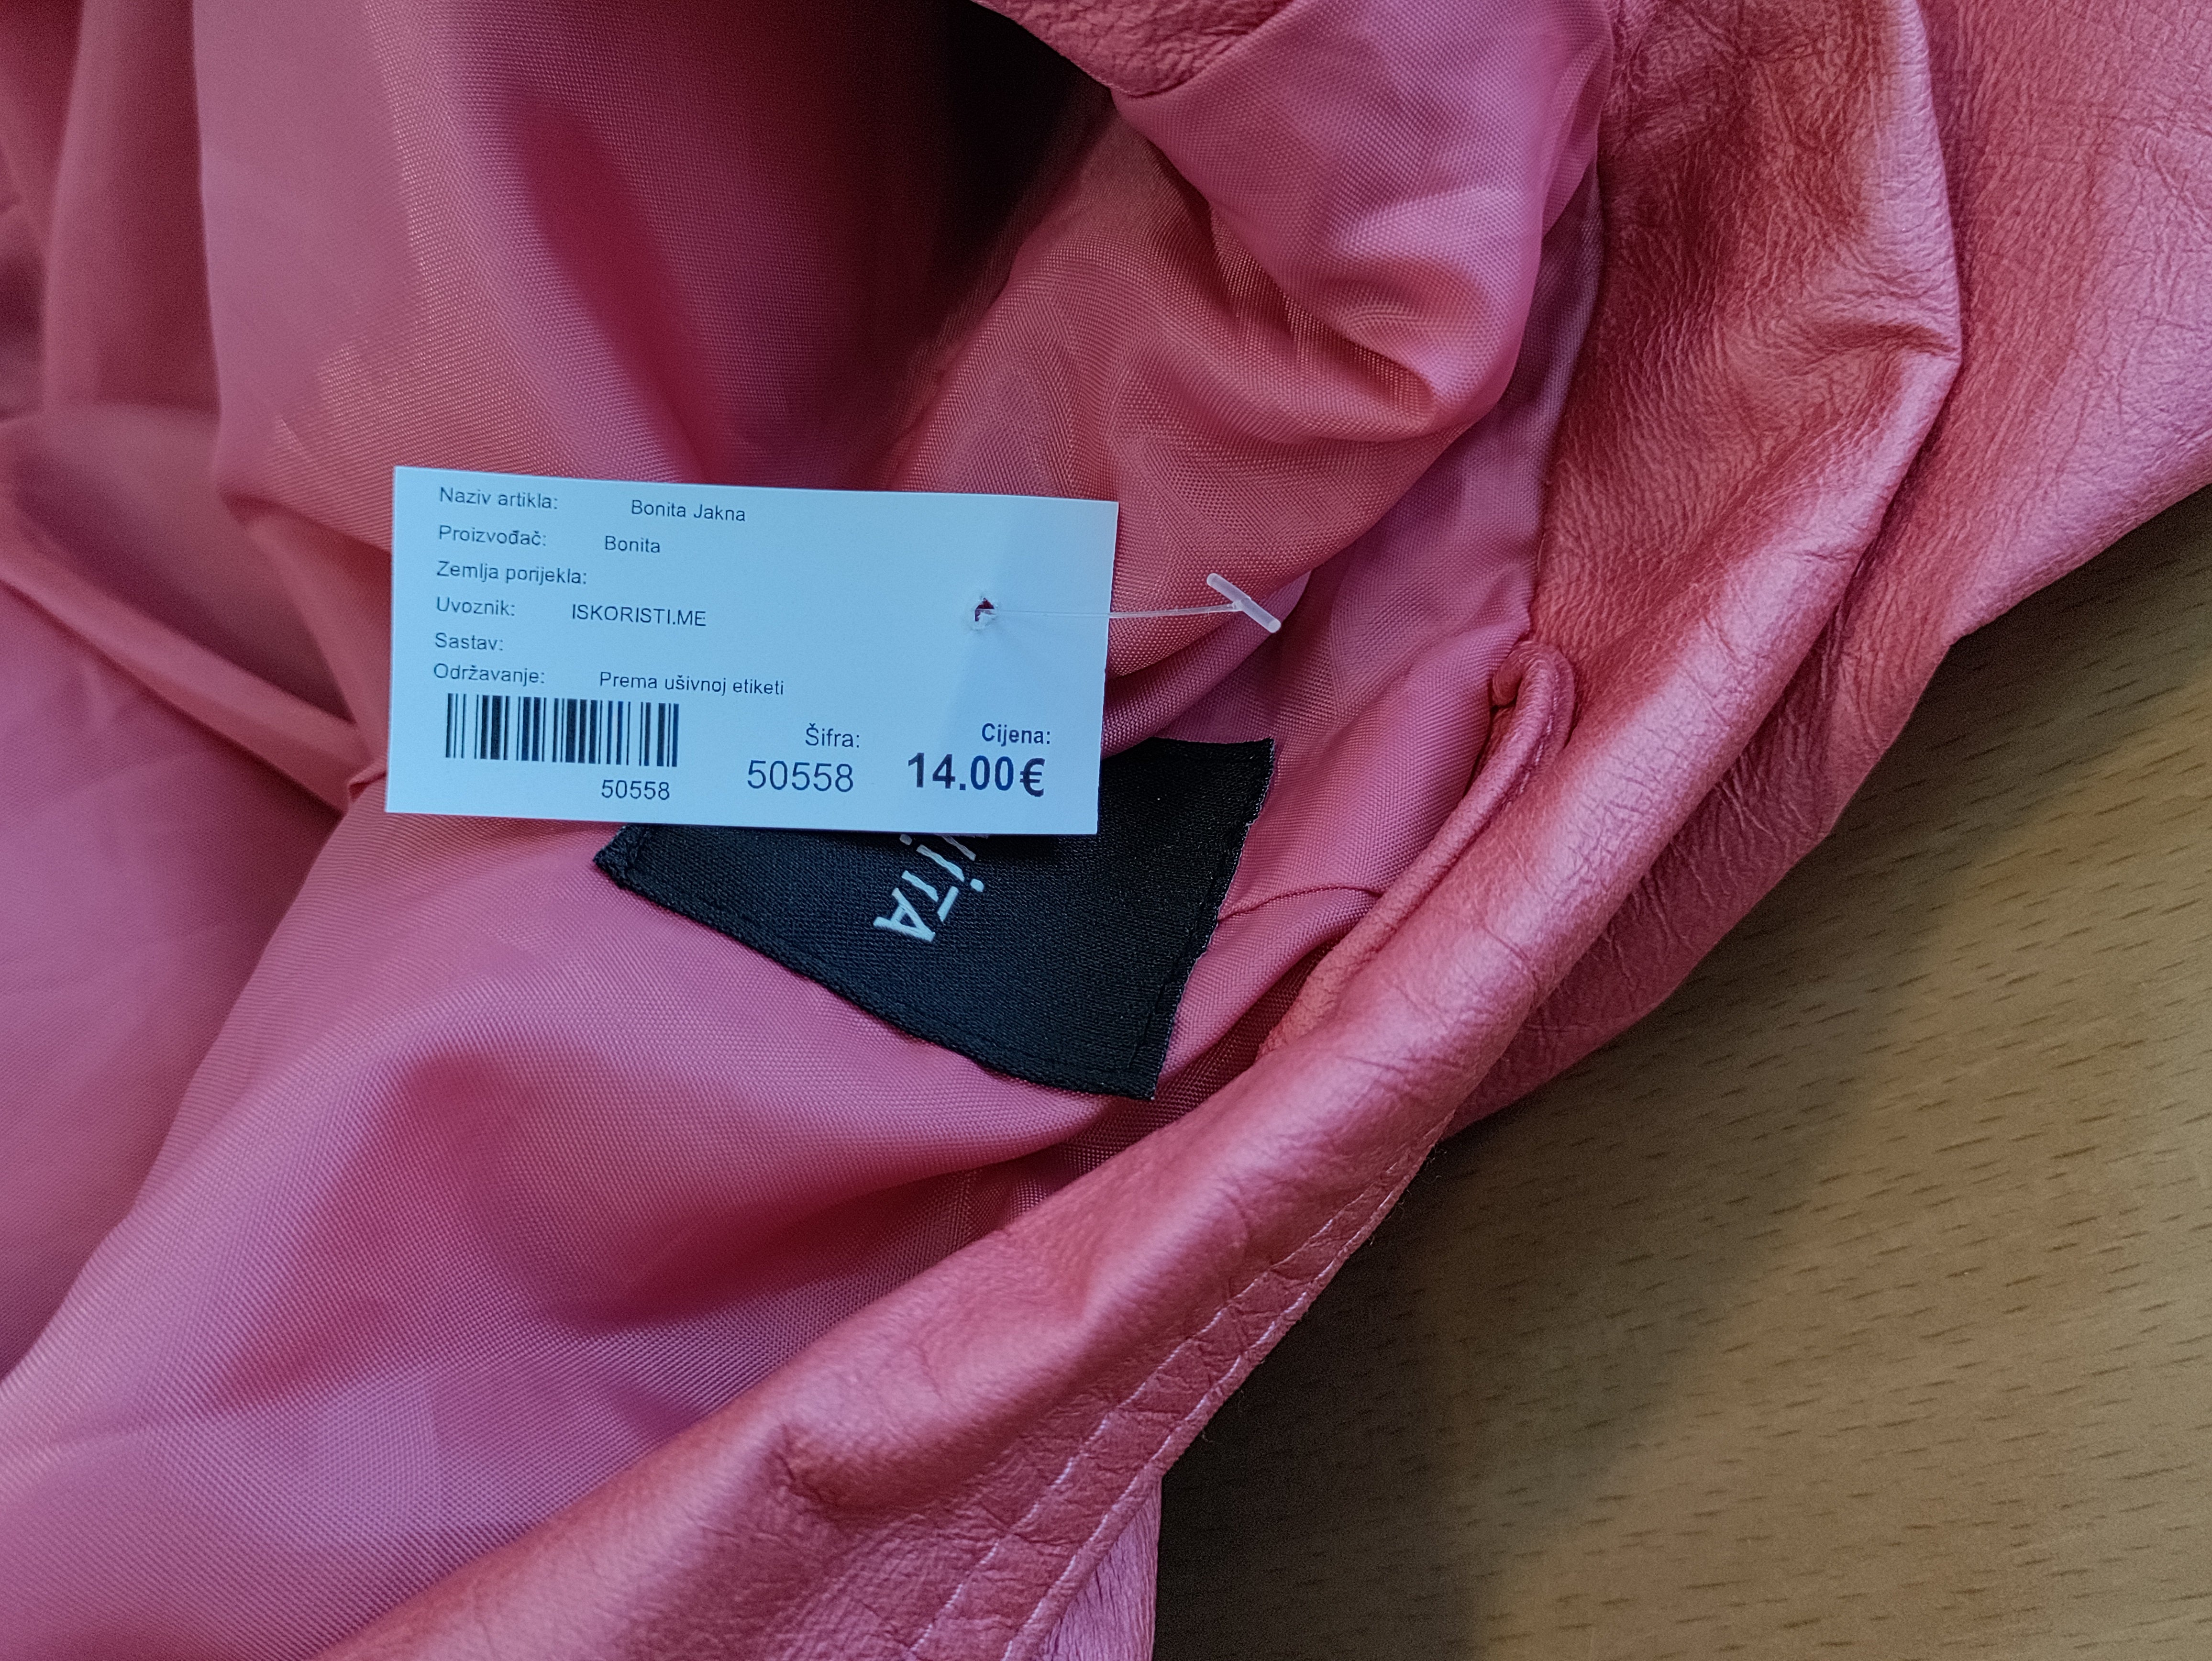 Naziv artikla: Bonita Jakna
Proizvođač: Bonita
Zemlja porijekla:
Uvoznik: ISKORISTI.ME
Sastav:
Održavanje: Prema ušivnoj etiketi
Šifra: Cijena:
50558 50558 14.00€